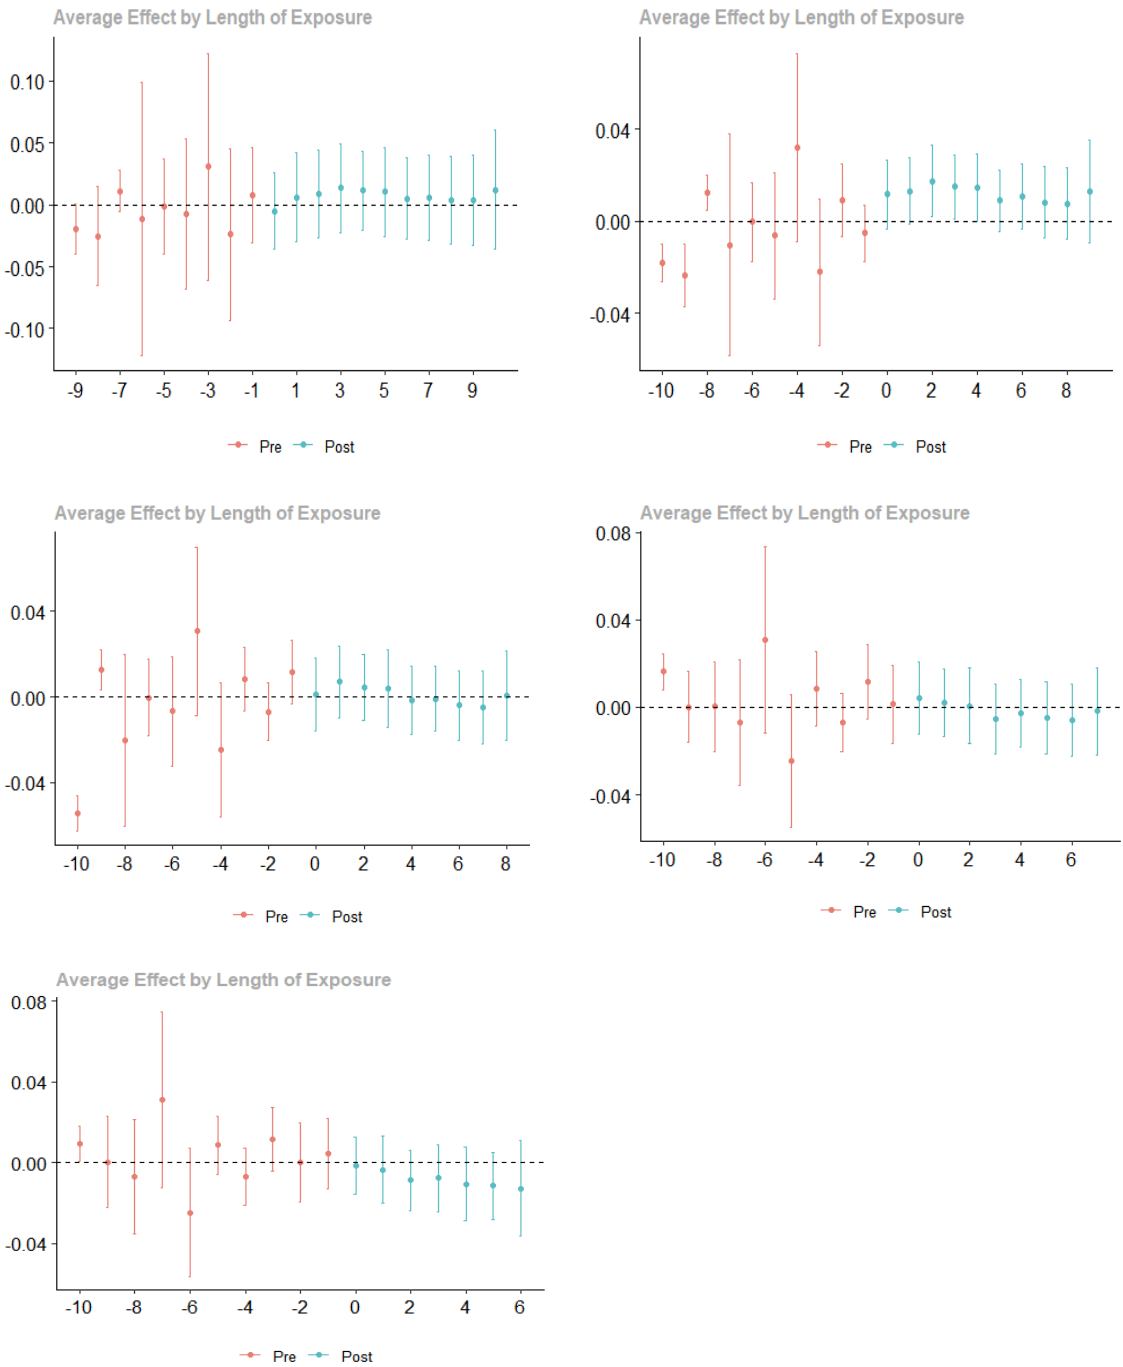 Average Effect by Length of Exposure
0.10
0.05
0.00
-0.05
-0.10
-9 -7 -5 -3 -1 1 3 5 7 9
Pre Post
Average Effect by Length of Exposure
0.04
0.00
-0.04
-10 -8 -6 -4 -2 0 2 4 6 8
Pre Post
Average Effect by Length of Exposure
0.04
0.00
-0.04
-10 -8 -6 -4 -2 0 2 4 6 8
Pre Post
Average Effect by Length of Exposure
0.08
0.04
0.00
-0.04
-10 -8 -6 -4 -2 0 2 4 6
Pre Post
Average Effect by Length of Exposure
0.08
0.04
0.00
-0.04
-10 -8 -6 -4 -2 0 2 4 6
Pre Post